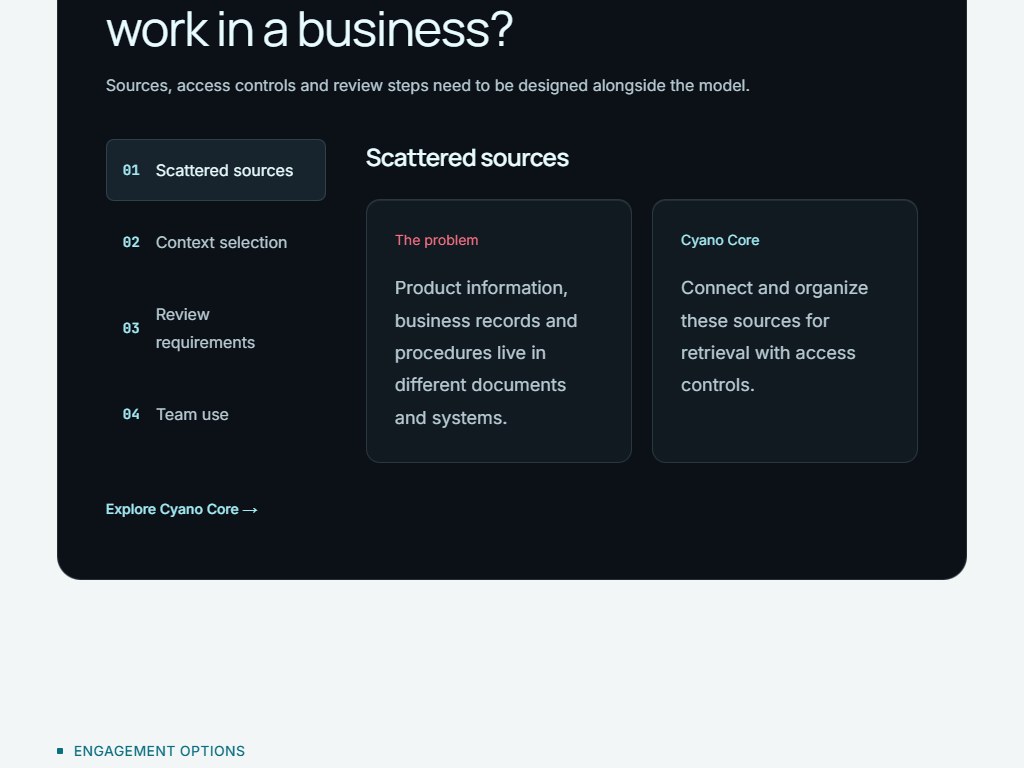 work in a business?
Sources, access controls and review steps need to be designed alongside the model.
01 Scattered sources
02 Context selection
03 Review
requirements
04 Team use
Scattered sources
The problem
Product information,
business records and
procedures live in
different documents
and systems.
Cyano Core
Connect and organize
these sources for
retrieval with access
controls.
Explore Cyano Core →
ENGAGEMENT OPTIONS